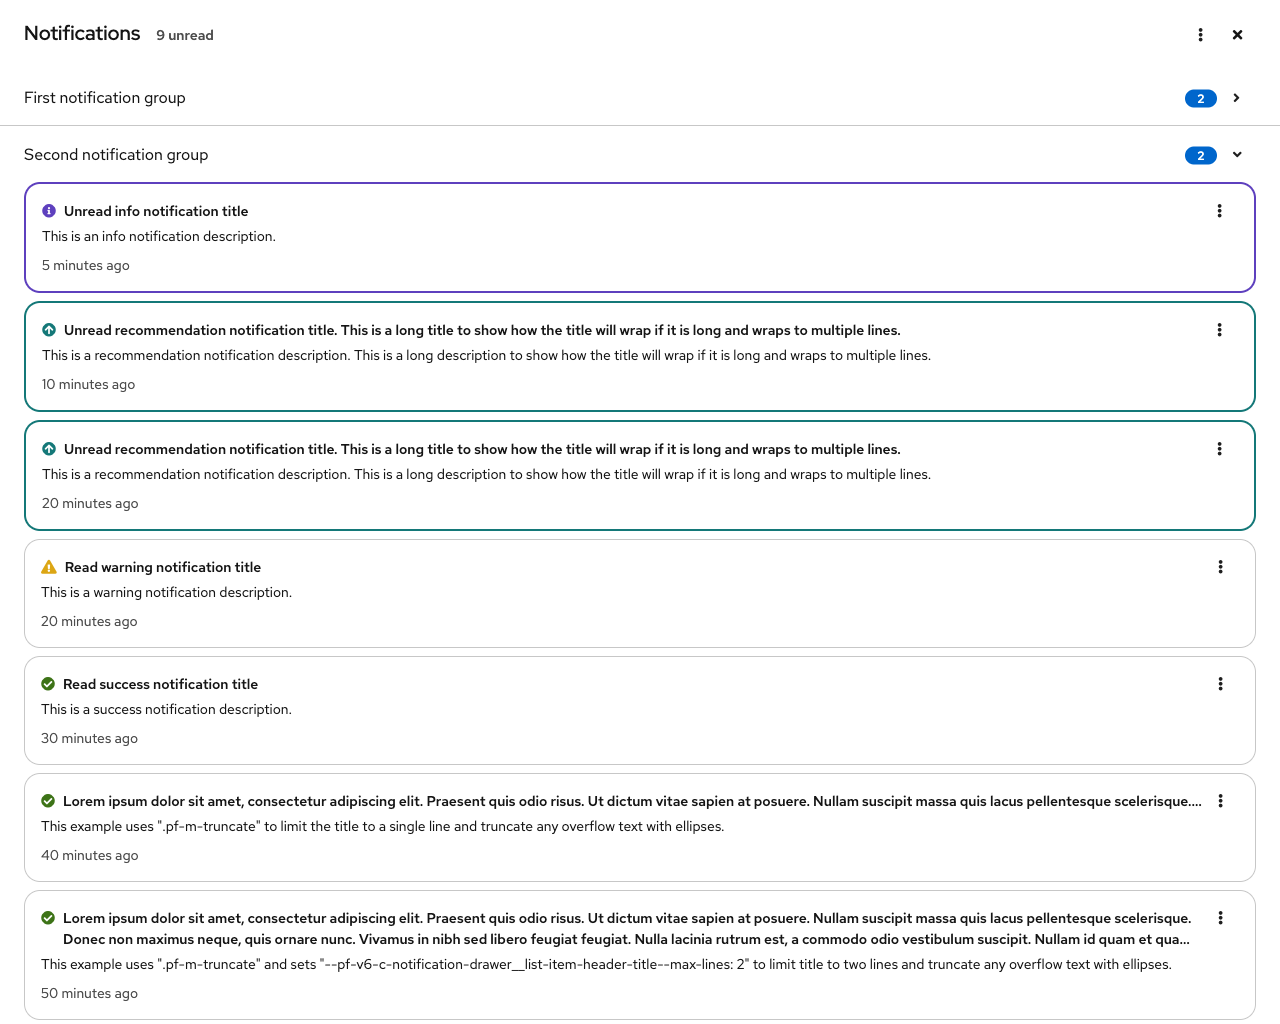 Notifications 9 unread
First notification group 2
Second notification group 2
Unread info notification title
This is an info notification description.
5 minutes ago
Unread recommendation notification title. This is a long title to show how the title will wrap if it is long and wraps to multiple lines.
This is a recommendation notification description. This is a long description to show how the title will wrap if it is long and wraps to multiple lines.
10 minutes ago
Unread recommendation notification title. This is a long title to show how the title will wrap if it is long and wraps to multiple lines.
This is a recommendation notification description. This is a long description to show how the title will wrap if it is long and wraps to multiple lines.
20 minutes ago
Read warning notification title
This is a warning notification description.
20 minutes ago
Read success notification title
This is a success notification description.
30 minutes ago
Lorem ipsum dolor sit amet, consectetur adipiscing elit. Praesent quis odio risus. Ut dictum vitae sapien at posuere. Nullam suscipit massa quis lacus pellentesque scelerisque....
This example uses ".pf-m-truncate" to limit the title to a single line and truncate any overflow text with ellipses.
40 minutes ago
Lorem ipsum dolor sit amet, consectetur adipiscing elit. Praesent quis odio risus. Ut dictum vitae sapien at posuere. Nullam suscipit massa quis lacus pellentesque scelerisque.
Donec non maximus neque, quis ornare nunc. Vivamus in nibh sed libero feugiat feugiat. Nulla lacinia rutrum est, a commodo odio vestibulum suscipit. Nullam id quam et qua...
This example uses ".pf-m-truncate" and sets "--pf-v6-c-notification-drawer__list-item-header-title--max-lines: 2" to limit title to two lines and truncate any overflow text with ellipses.
50 minutes ago